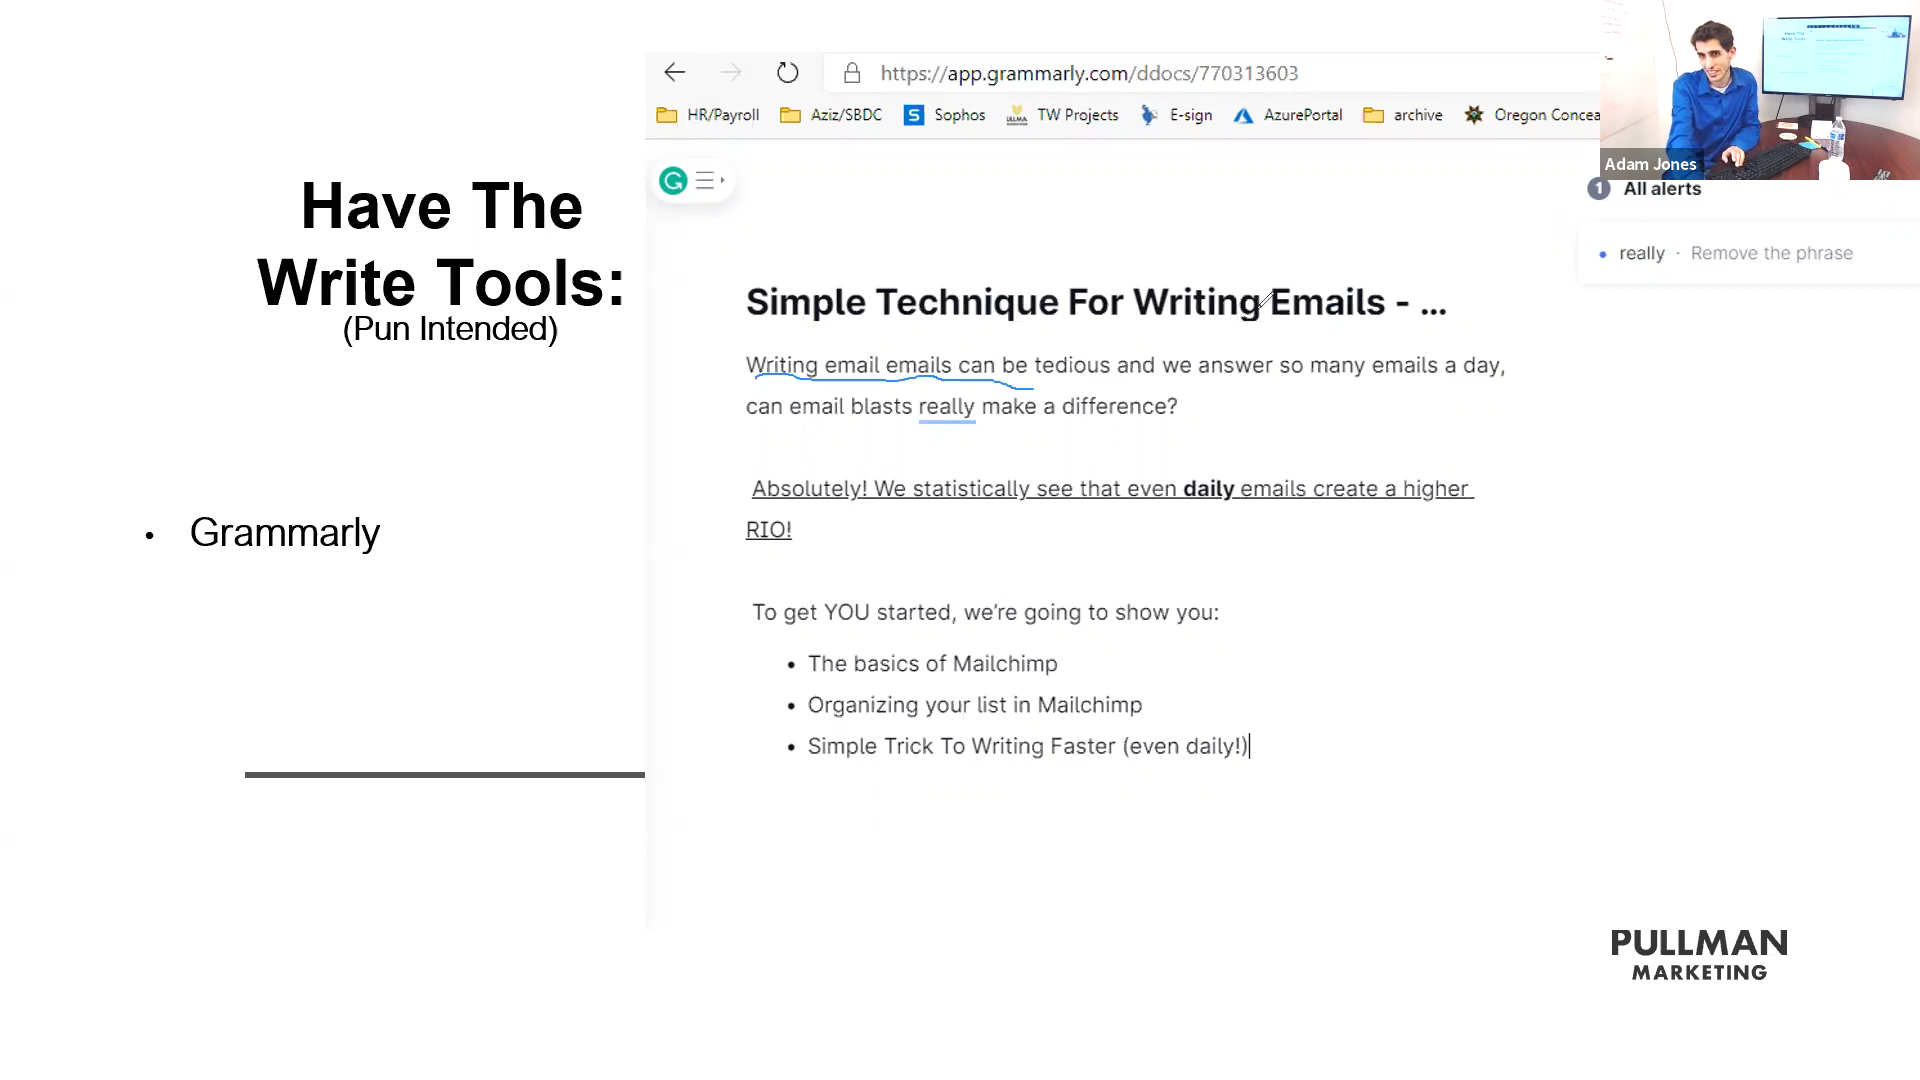 Have The
Write Tools:
(Pun Intended)
• Grammarly
https://app.grammarly.com/ddocs/770313603
HR/Payroll Aziz/SBDC Sophos TW Projects E-sign AzurePortal archive Oregon Concea
1 All alerts
really · Remove the phrase
Simple Technique For Writing Emails - ...
Writing email emails can be tedious and we answer so many emails a day,
can email blasts really make a difference?
Absolutely! We statistically see that even daily emails create a higher
RIO!
To get YOU started, we’re going to show you:
• The basics of Mailchimp
• Organizing your list in Mailchimp
• Simple Trick To Writing Faster (even daily!)
Adam Jones
PULLMAN
MARKETING